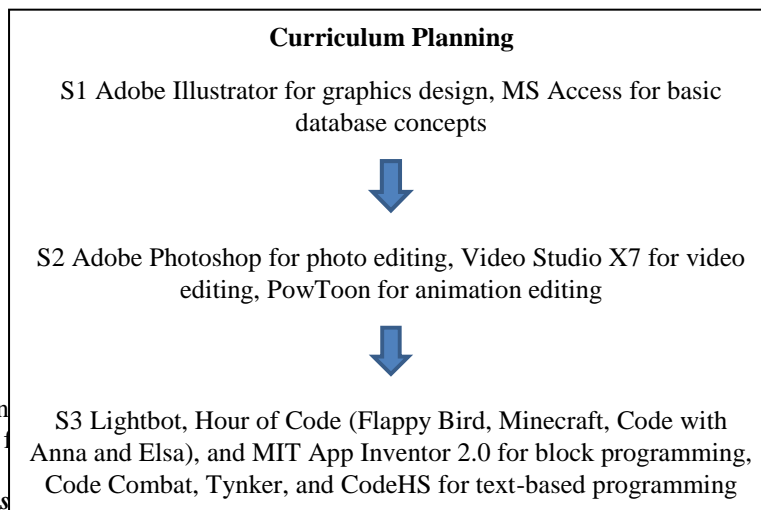 Curriculum Planning
S1 Adobe Illustrator for graphics design, MS Access for basic
database concepts
S2 Adobe Photoshop for photo editing, Video Studio X7 for video
editing, PowToon for animation editing
S3 Lightbot, Hour of Code (Flappy Bird, Minecraft, Code with
Anna and Elsa), and MIT App Inventor 2.0 for block programming,
Code Combat, Tynker, and CodeHS for text-based programming